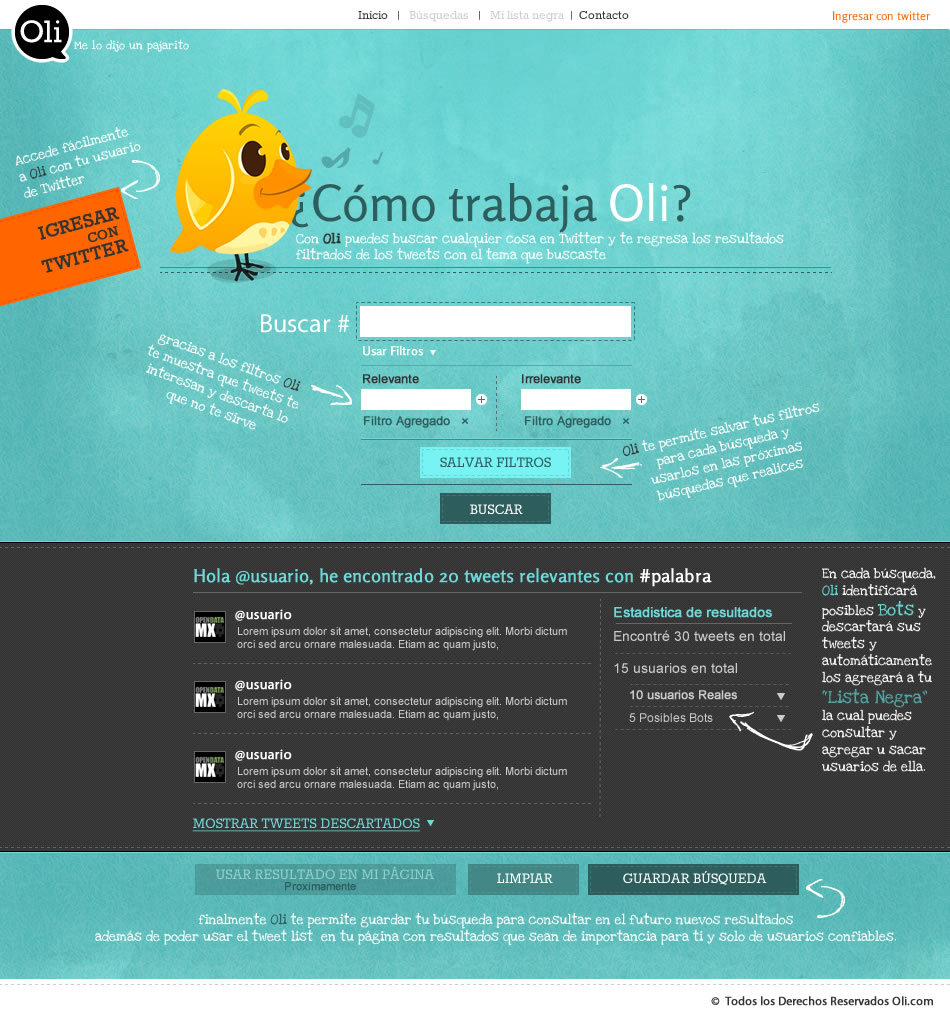 Oli
Me lo dijo un pajarito
Inicio | Búsquedas | Mi lista negra | Contacto
Ingresar con twitter
Accede fàcilmente
a Oli con tu usuario
de Twitter
IGRESAR
CON
TWITTER
¿Cómo trabaja Oli?
Con Oli puedes buscar cualquier cosa en Twitter y te regresa los resultados
filtrados de los tweets con el tema que buscaste
Buscar #
Usar Filtros
gracias a los filtros Oli
te muestra que tweets te
interesan y descarta lo
que no te sirve
Relevante
Irrelevante
Filtro Agregado ×
Filtro Agregado ×
SALVAR FILTROS
Oli te permite salvar tus filtros
para cada búsqueda y
usarlos en las próximas
búsquedas que realices
BUSCAR
Hola @usuario, he encontrado 20 tweets relevantes con #palabra
OPENDATA
MX
@usuario
Lorem ipsum dolor sit amet, consectetur adipiscing elit. Morbi dictum
orci sed arcu ornare malesuada. Etiam ac quam justo,
OPENDATA
MX
@usuario
Lorem ipsum dolor sit amet, consectetur adipiscing elit. Morbi dictum
orci sed arcu ornare malesuada. Etiam ac quam justo,
OPENDATA
MX
@usuario
Lorem ipsum dolor sit amet, consectetur adipiscing elit. Morbi dictum
orci sed arcu ornare malesuada. Etiam ac quam justo,
MOSTRAR TWEETS DESCARTADOS
Estadistica de resultados
Encontré 30 tweets en total
15 usuarios en total
10 usuarios Reales
5 Posibles Bots
En cada búsqueda,
Oli identificará
posibles Bots y
descartará sus
tweets y
automáticamente
los agregará a tu
"Lista Negra"
la cual puedes
consultar y
agregar u sacar
usuarios de ella.
USAR RESULTADO EN MI PÁGINA
Proximamente
LIMPIAR
GUARDAR BÚSQUEDA
finalmente Oli te permite guardar tu búsqueda para consultar en el futuro nuevos resultados
además de poder usar el tweet list en tu página con resultados que sean de importancia para ti y solo de usuarios confiables.
© Todos los Derechos Reservados Oli.com